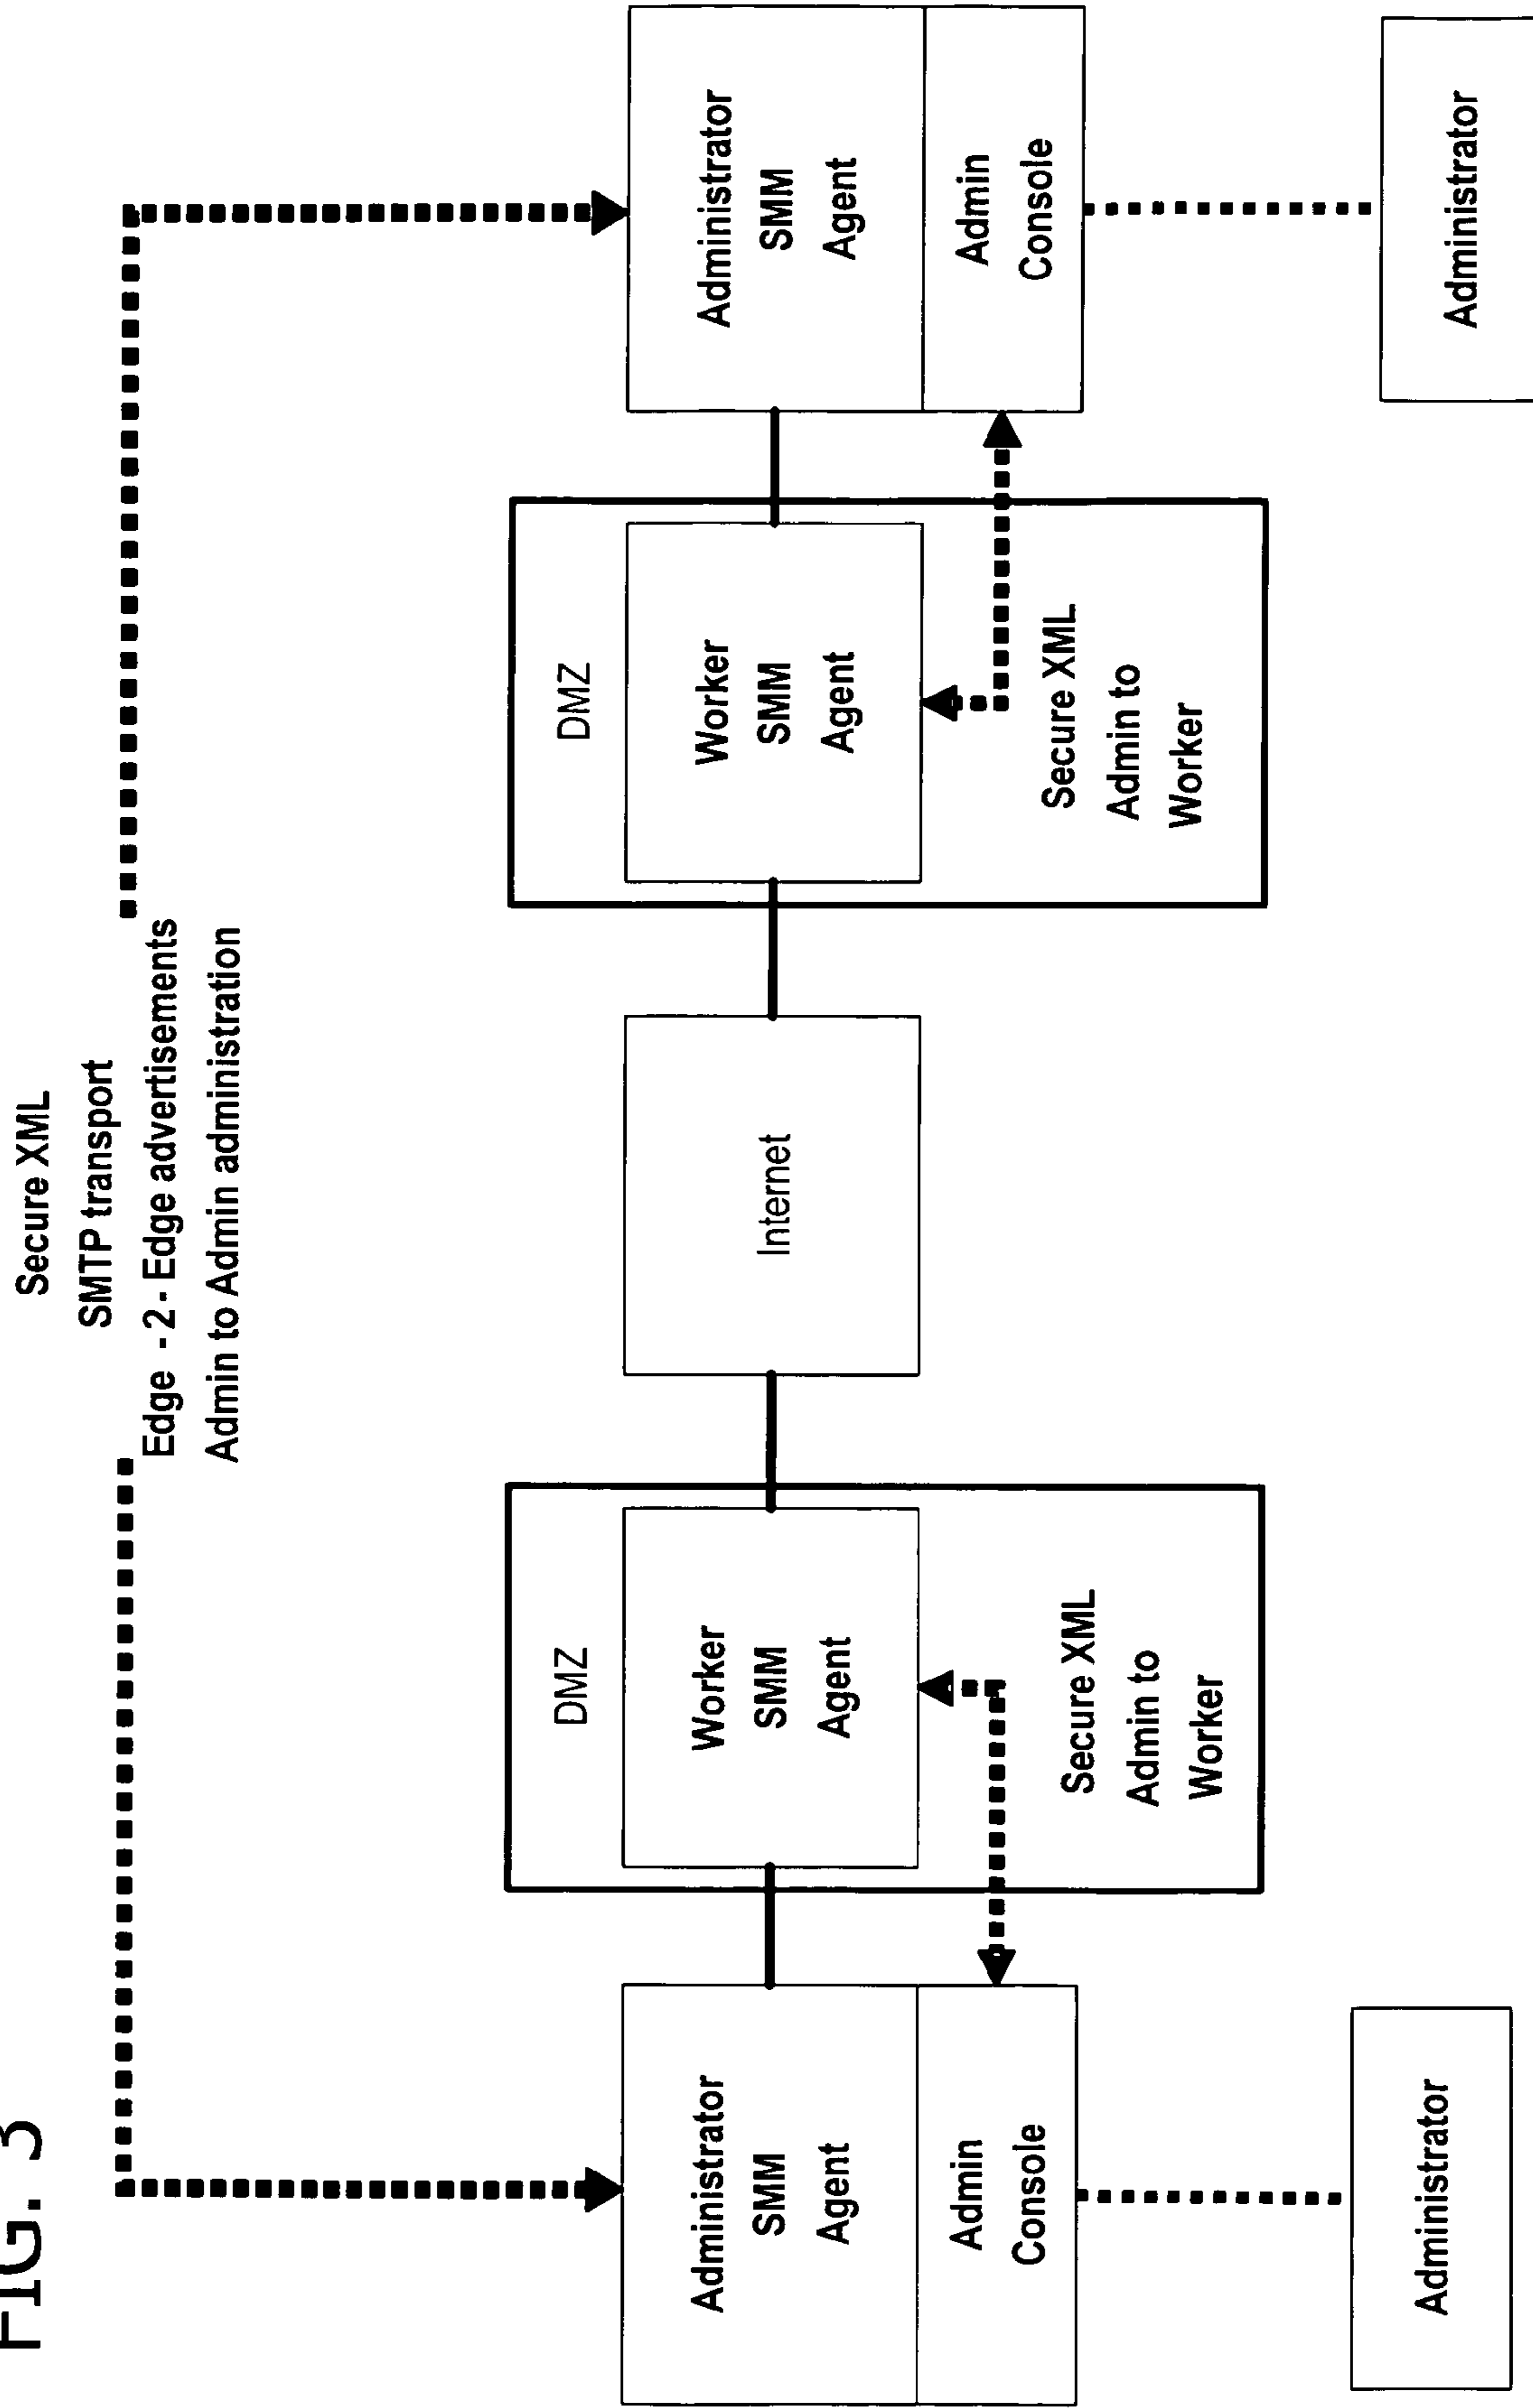 FIG. 3
Secure XML
SMTP transport
Edge -2- Edge advertisements
Admin to Admin administration
Administrator
SMM
Agent
Admin
Console
Administrator
DMZ
Worker
SMM
Agent
Secure XML
Admin to
Worker
Internet
DMZ
Worker
SMM
Agent
Secure XML
Admin to
Worker
Administrator
SMM
Agent
Admin
Console
Administrator